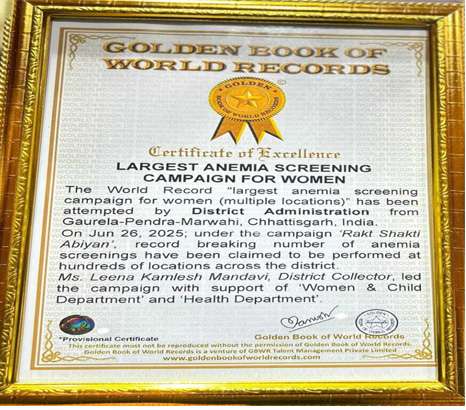 GOLDEN BOOK OF
WORLD RECORDS
GOLDEN
BOOK OF WORLD RECORDS
©
Certificate of Excellence
LARGEST ANEMIA SCREENING
CAMPAIGN FOR WOMEN
The World Record "largest anemia screening
campaign for women (multiple locations)" has been
attempted by District Administration from
Gaurela-Pendra-Marwahi, Chhattisgarh, India.
On Jun 26, 2025; under the campaign 'Rakt Shakti
Abiyan', record breaking number of anemia
screenings have been claimed to be performed at
hundreds of locations across the district.
Ms. Leena Kamlesh Mandavi, District Collector, led
the campaign with support of 'Women & Child
Department' and 'Health Department'.
Golden Book of World Records
*Provisional Certificate
This certificate must not be reproduced without the permission of Golden Book of World Records.
Golden Book of World Records is a venture of GBWR Talent Management Private Limited
www.goldenbookofworldrecords.com